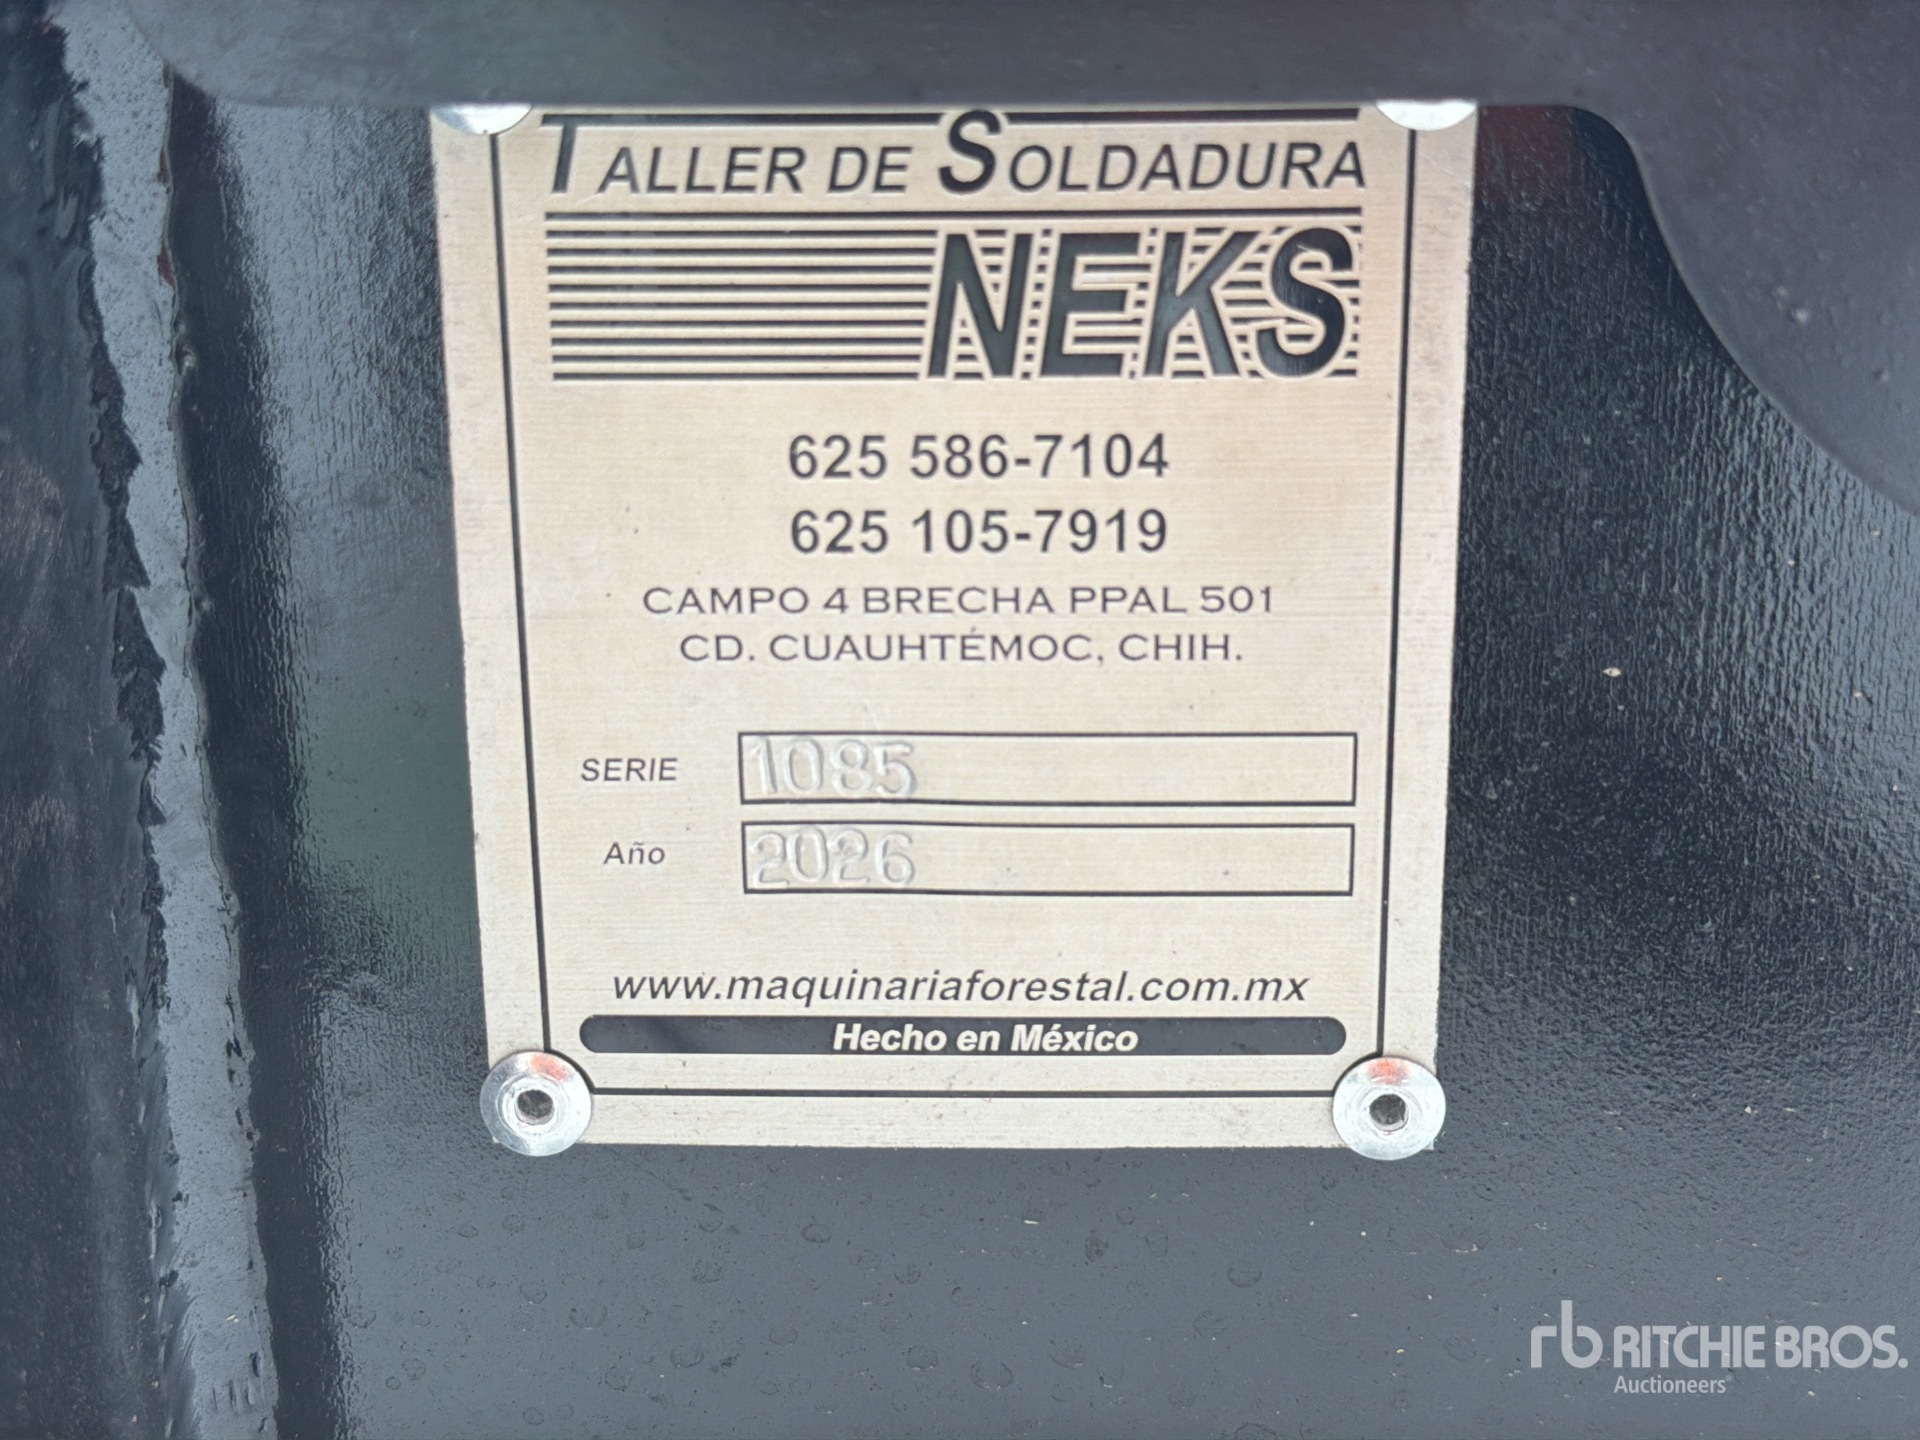 TALLER DE SOLDADURA
NEKS
625 586-7104
625 105-7919
CAMPO 4 BRECHA PPAL 501
CD. CUAUHTÉMOC, CHIH.
SERIE 1085
Año 2026
www.maquinariaforestal.com.mx
Hecho en México
rb RITCHIE BROS.
Auctioneers